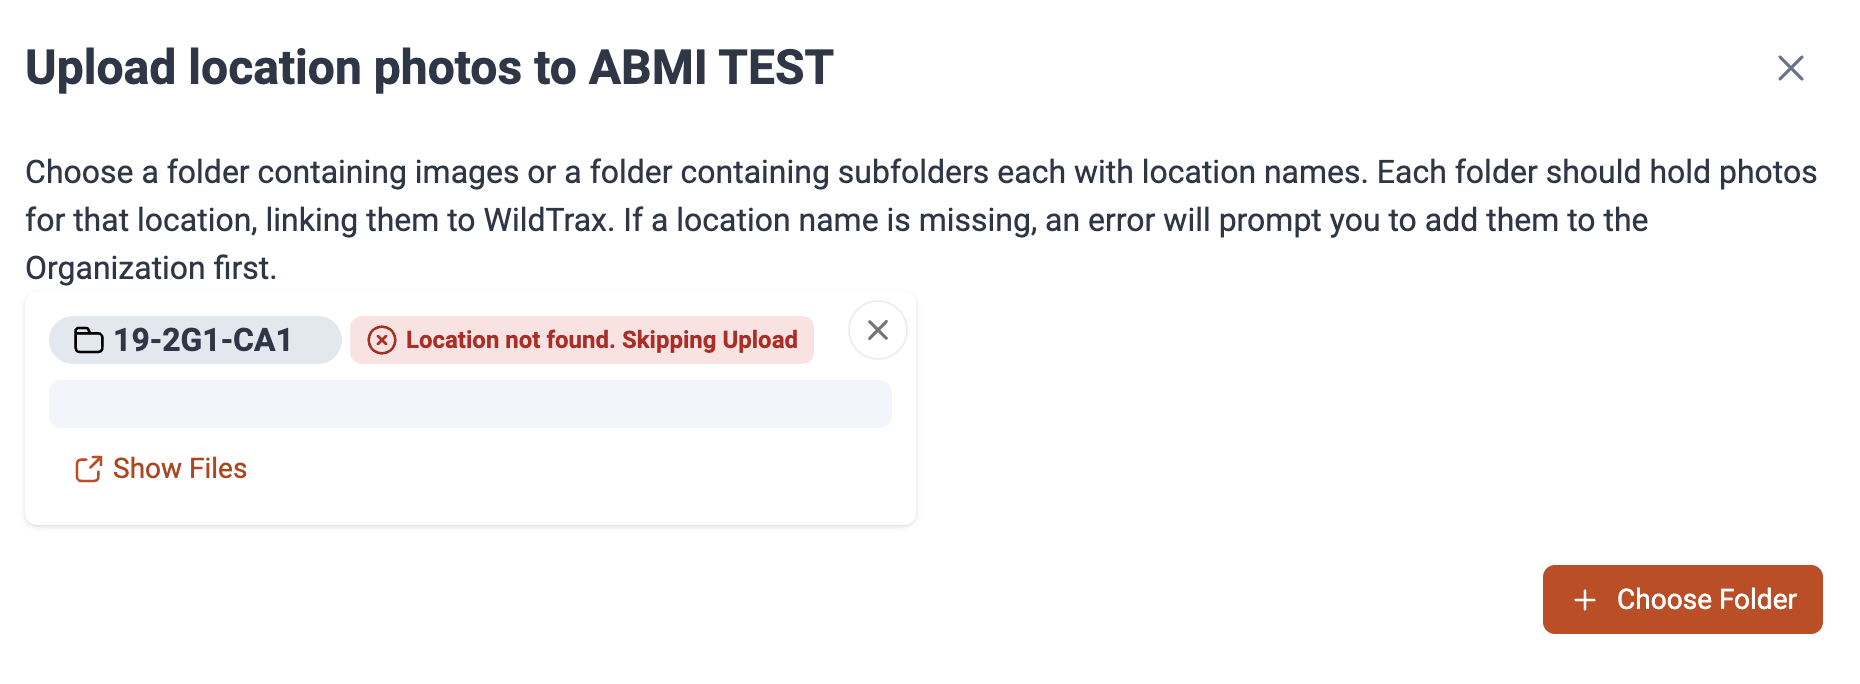 Upload location photos to ABMI TEST
Choose a folder containing images or a folder containing subfolders each with location names. Each folder should hold photos
for that location, linking them to WildTrax. If a location name is missing, an error will prompt you to add them to the
Organization first.
19-2G1-CA1 Location not found. Skipping Upload
Show Files
Choose Folder